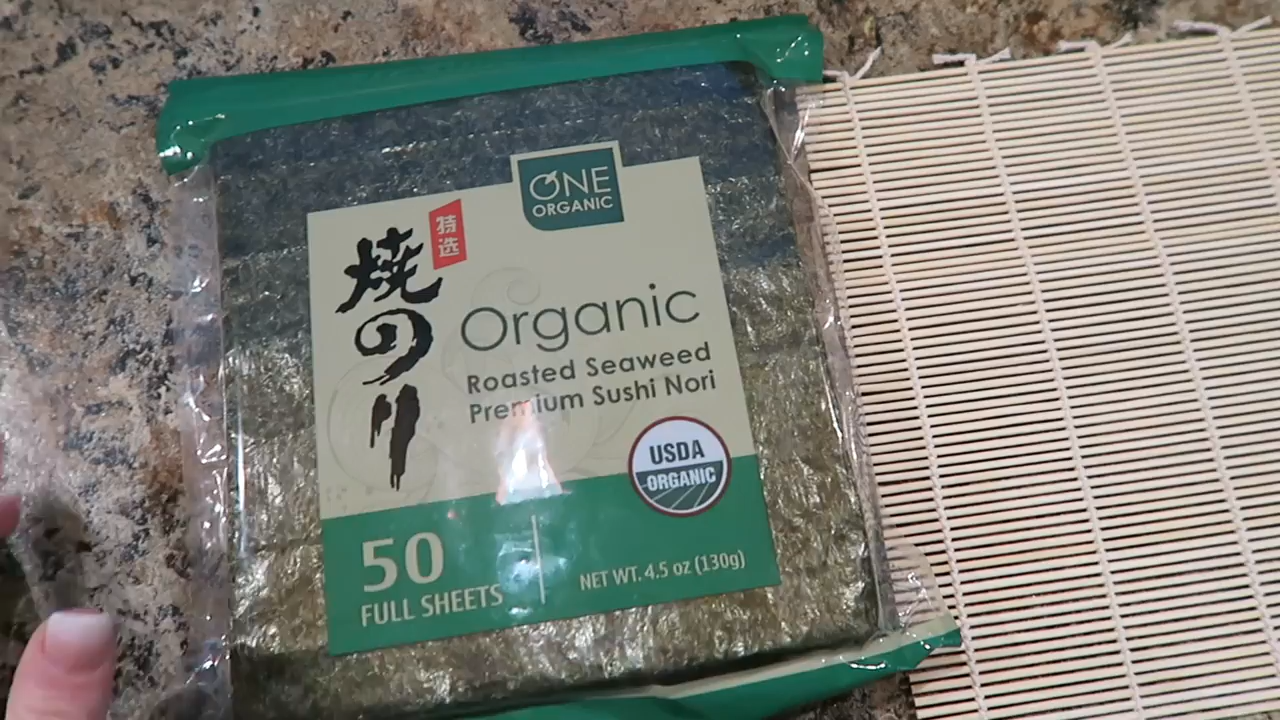 ONE
ORGANIC
特选
焼のり
Organic
Roasted Seaweed
Premium Sushi Nori
USDA
ORGANIC
50
FULL SHEETS
NET WT. 4.5 oz (130g)